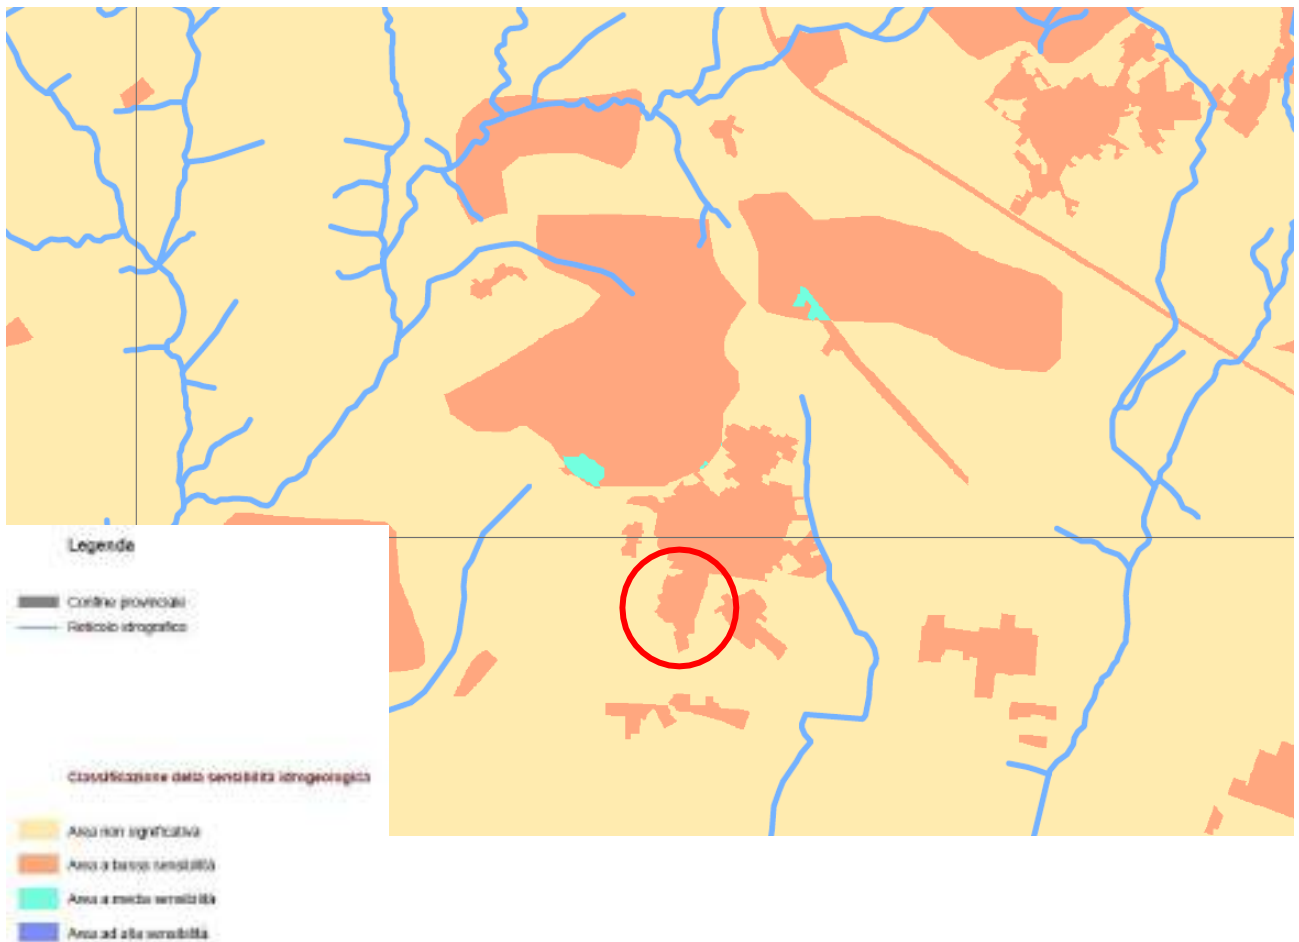 Legenda
Confine provinciale
Reticolo idrografico
Classificazione della sensibilità idrogeologica
Area non significativa
Area a bassa sensibilità
Area a media sensibilità
Area ad alta sensibilità